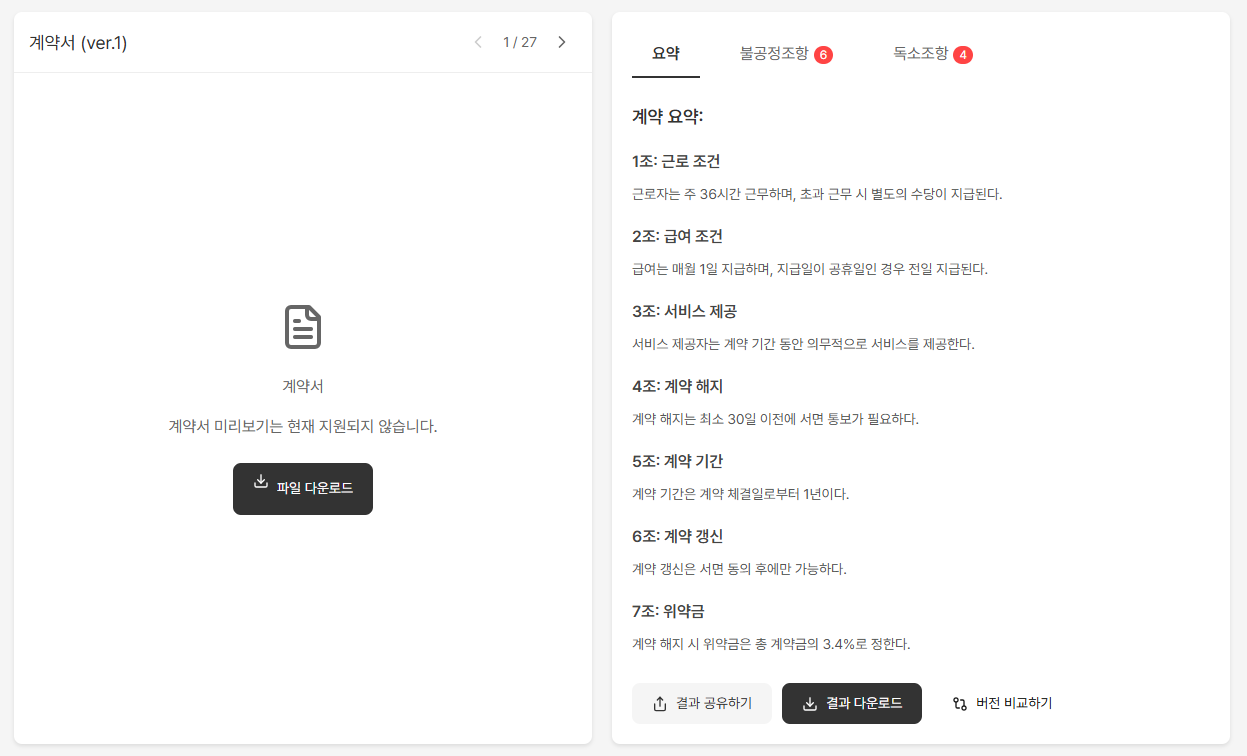 계약서 (ver.1)
1 / 27
계약서
계약서 미리보기는 현재 지원되지 않습니다.
파일 다운로드
요약
불공정조항 6
독소조항 4
계약 요약:
1조: 근로 조건
근로자는 주 36시간 근무하며, 초과 근무 시 별도의 수당이 지급된다.
2조: 급여 조건
급여는 매월 1일 지급하며, 지급일이 공휴일인 경우 전일 지급된다.
3조: 서비스 제공
서비스 제공자는 계약 기간 동안 의무적으로 서비스를 제공한다.
4조: 계약 해지
계약 해지는 최소 30일 이전에 서면 통보가 필요하다.
5조: 계약 기간
계약 기간은 계약 체결일로부터 1년이다.
6조: 계약 갱신
계약 갱신은 서면 동의 후에만 가능하다.
7조: 위약금
계약 해지 시 위약금은 총 계약금의 3.4%로 정한다.
결과 공유하기
결과 다운로드
버전 비교하기